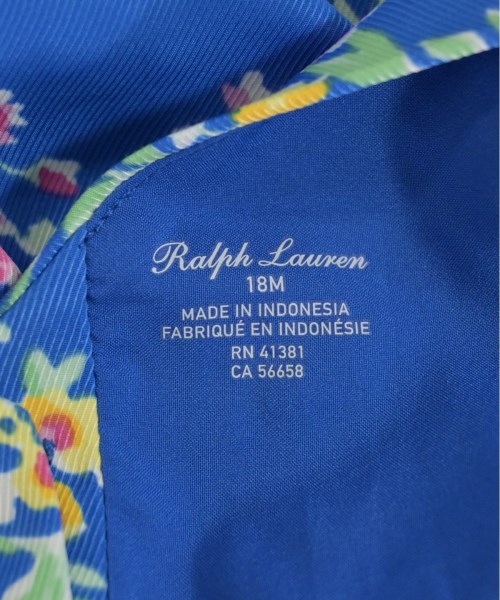 Ralph Lauren
18M
MADE IN INDONESIA
FABRIQUÉ EN INDONÉSIE
RN 41381
CA 56658